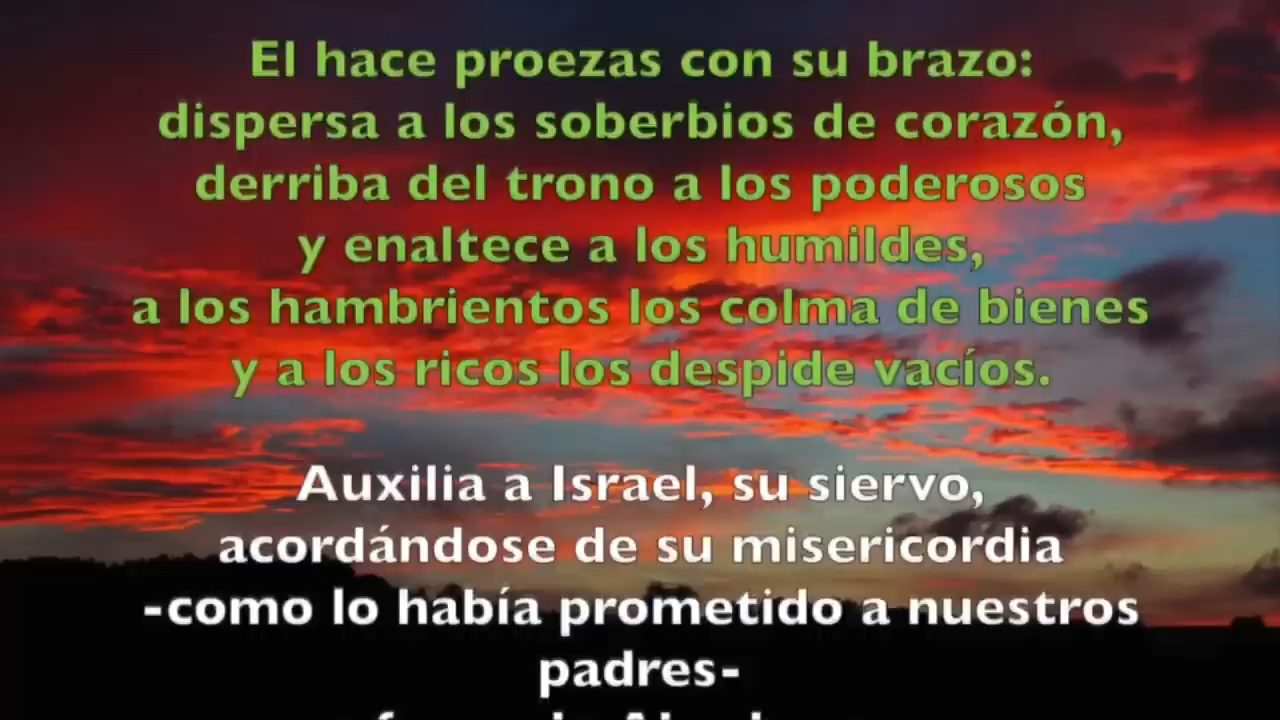 El hace proezas con su brazo:
dispersa a los soberbios de corazón,
derriba del trono a los poderosos
y enaltece a los humildes,
a los hambrientos los colma de bienes
y a los ricos los despide vacíos.
Auxilia a Israel, su siervo,
acordándose de su misericordia
-como lo había prometido a nuestros
padres-